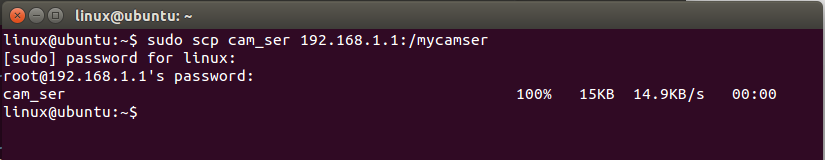 linux@ubuntu: ~
linux@ubuntu:~$ sudo scp cam_ser 192.168.1.1:/mycamser
[sudo] password for linux:
root@192.168.1.1's password:
cam_ser 100% 15KB 14.9KB/s 00:00
linux@ubuntu:~$